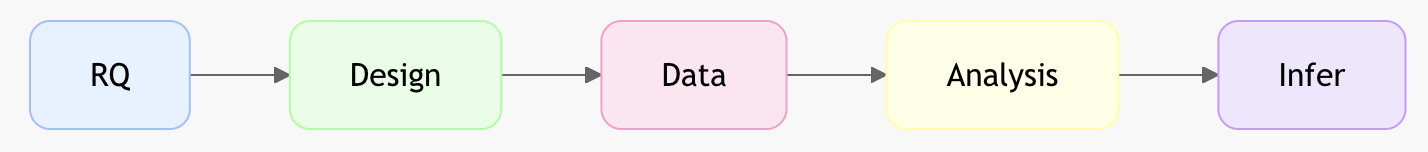 RQ Design Data Analysis Infer